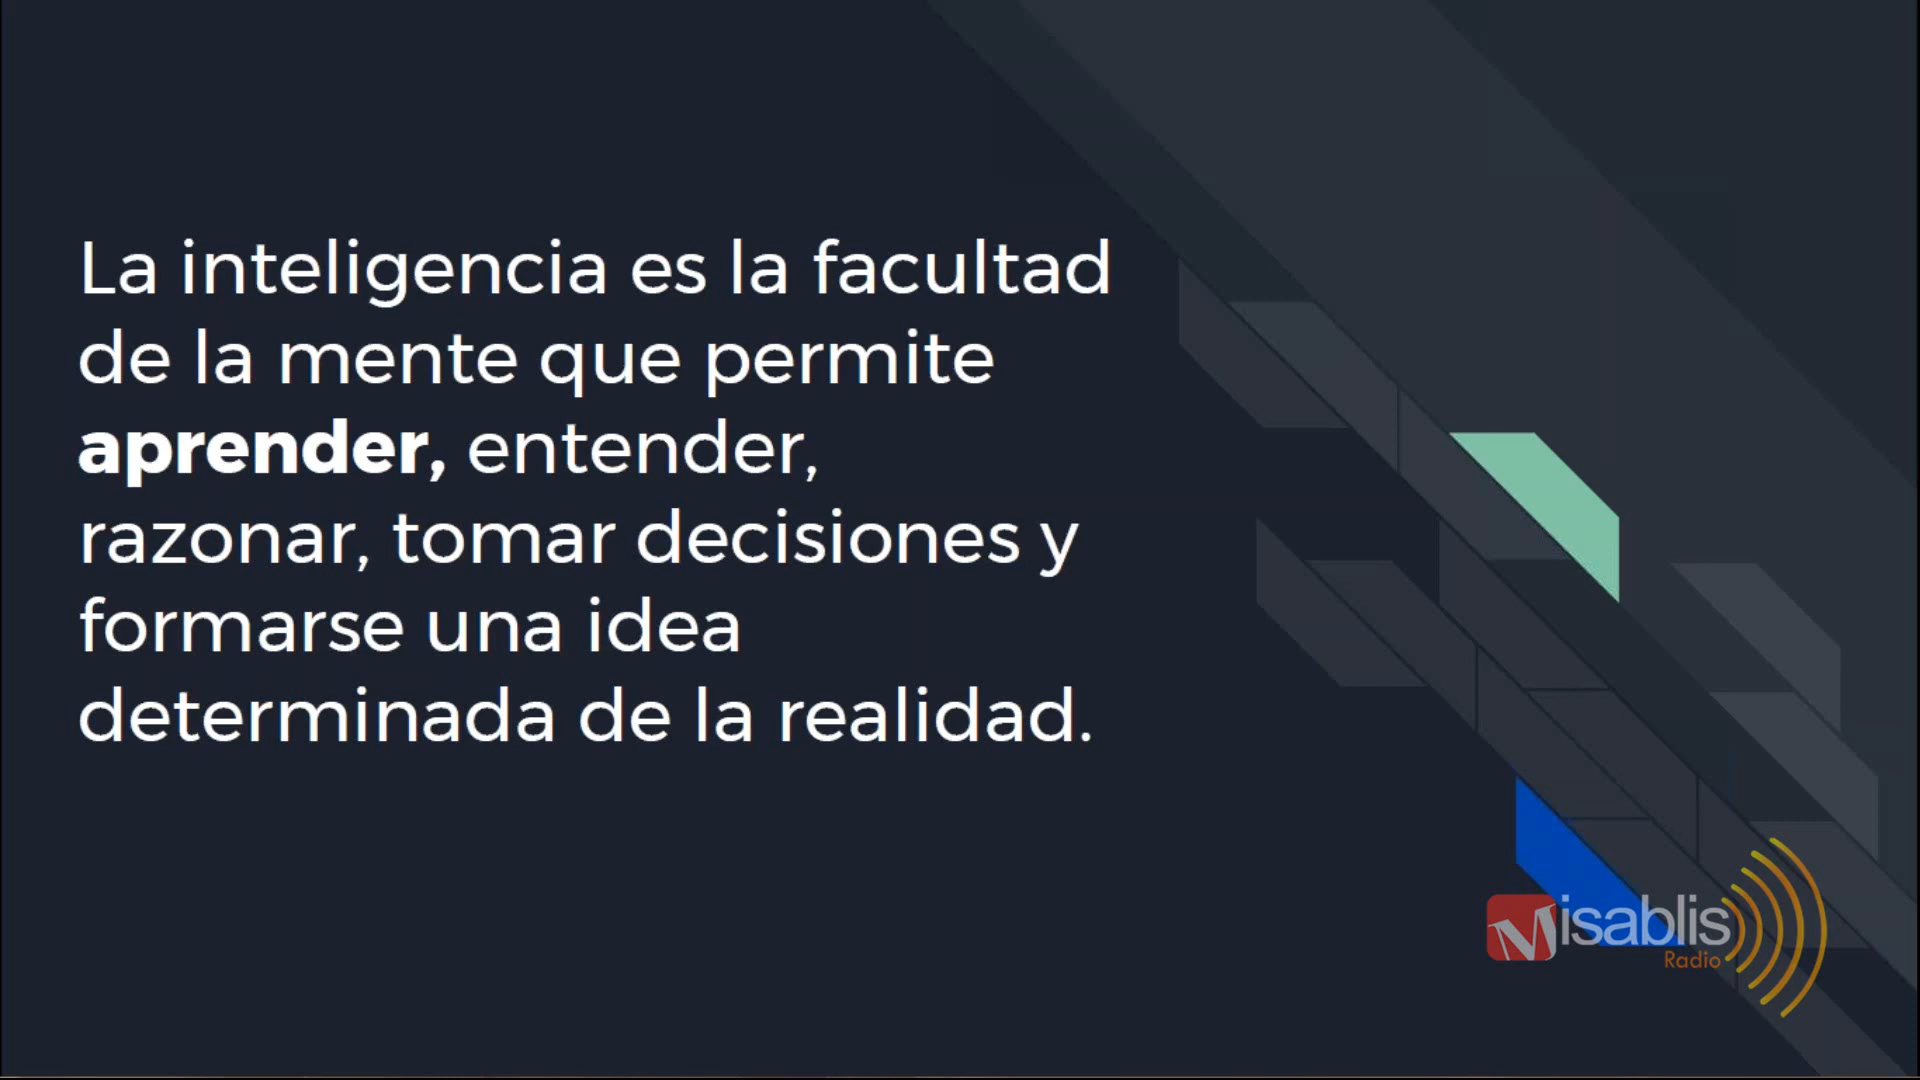 La inteligencia es la facultad
de la mente que permite
aprender, entender,
razonar, tomar decisiones y
formarse una idea
determinada de la realidad.
Misablis
Radio